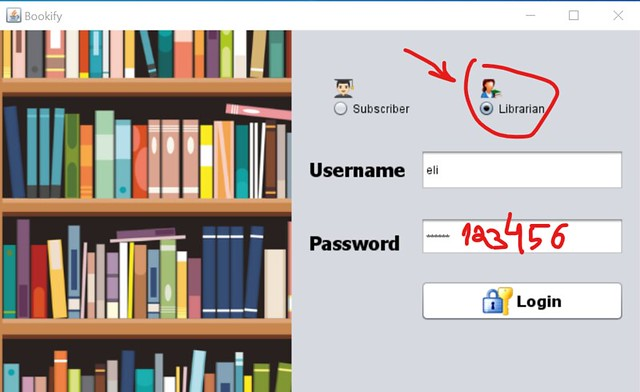 Bookify
Subscriber Librarian
Username eli
Password ****** 123456
Login